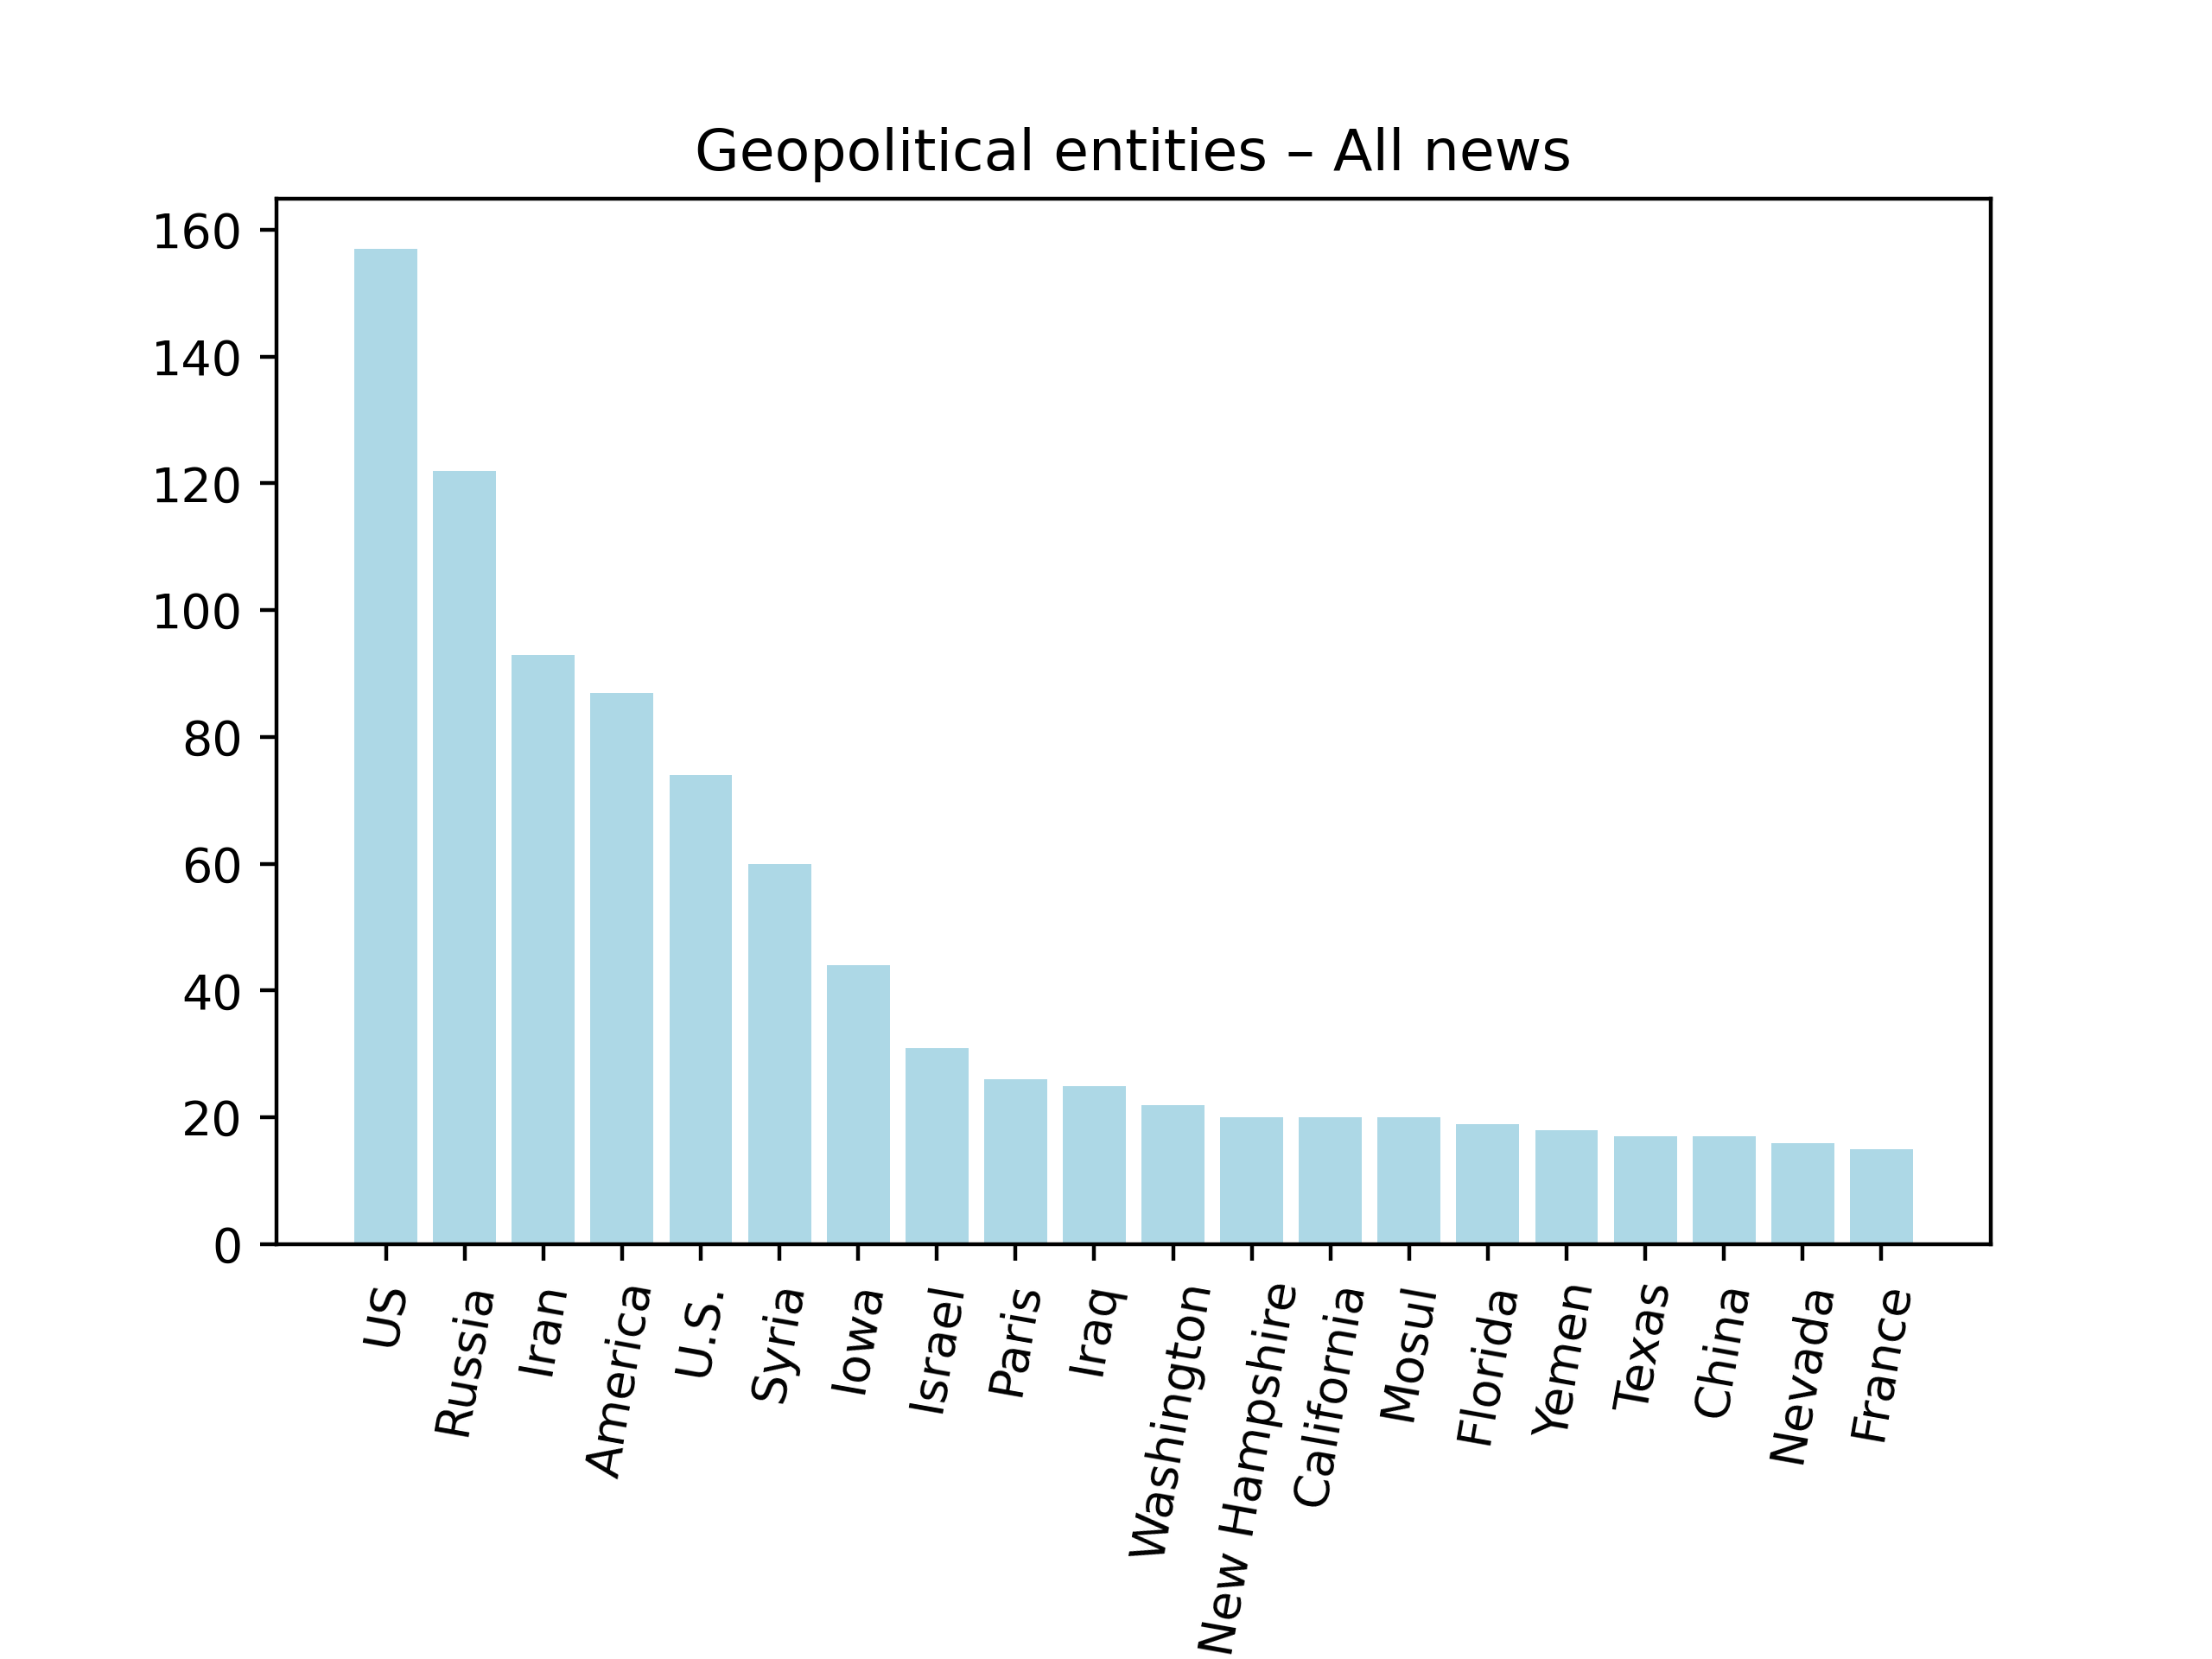 Geopolitical entities – All news
160
140
120
100
80
60
40
20
0
US
Russia
Iran
America
U.S.
Syria
Iowa
Israel
Paris
Iraq
Washington
New Hampshire
California
Mosul
Florida
Yemen
Texas
China
Nevada
France